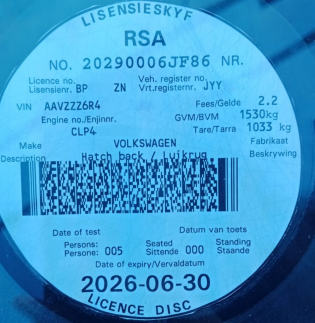 LISENSIESKYF
RSA
NO. 20290006JF86 NR.
Licence no. Veh. register no.
Lisensienr. BP ZN Vrt.registernr. JYY
VIN AAVZZZ6R4 Fees/Gelde 2.2
Engine no./Enjinnr. GVM/BVM 1530kg
CLP4 Tare/Tarra 1033 kg
Make VOLKSWAGEN Fabrikaat
Description Hatch back / Luikrug Beskrywing
Date of test Datum van toets
Persons: 005 Seated 000 Standing
Persone: Sittende Staande
Date of expiry/Vervaldatum
2026-06-30
LICENCE DISC